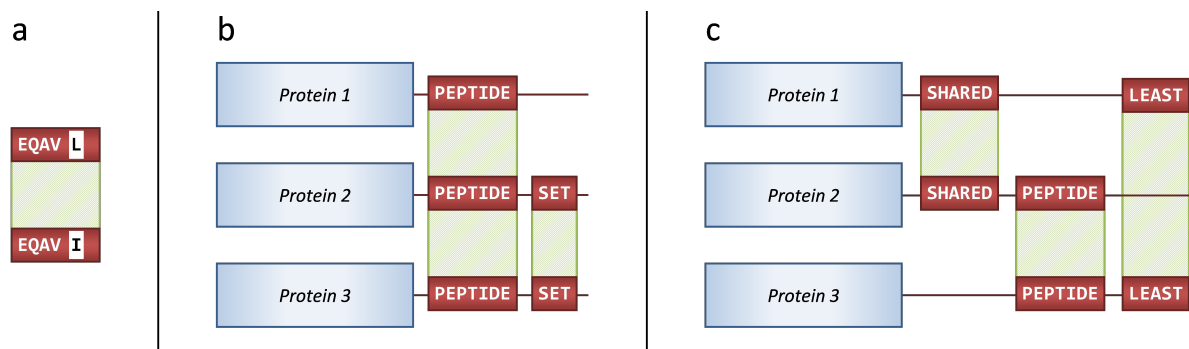 a
EQAV L
EQAV I
b
Protein 1 PEPTIDE
Protein 2 PEPTIDE SET
Protein 3 PEPTIDE SET
c
Protein 1 SHARED LEAST
Protein 2 SHARED PEPTIDE
Protein 3 PEPTIDE LEAST